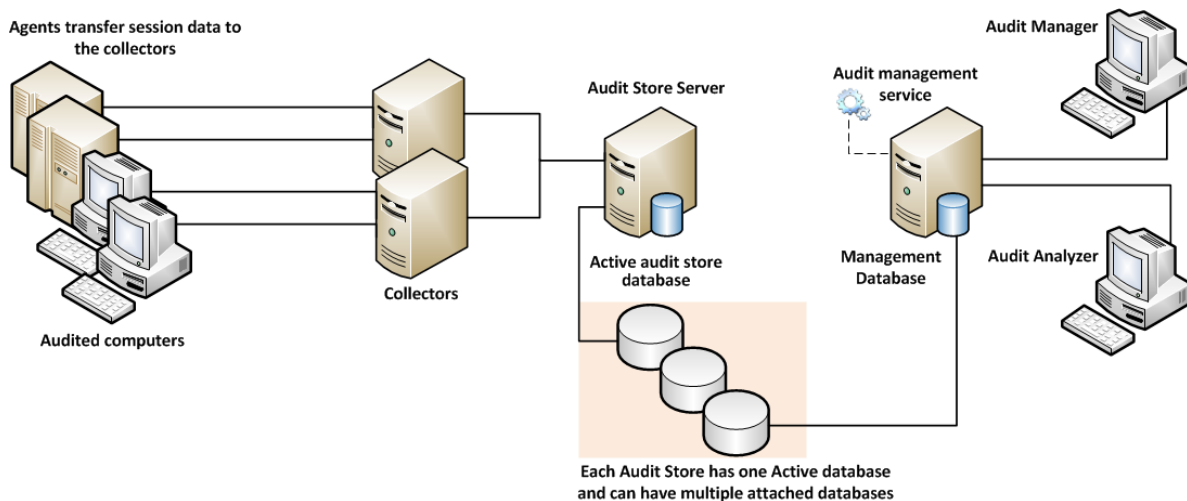 Agents transfer session data to
the collectors
Audited computers
Collectors
Audit Store Server
Active audit store
database
Each Audit Store has one Active database
and can have multiple attached databases
Audit management
service
Management
Database
Audit Manager
Audit Analyzer